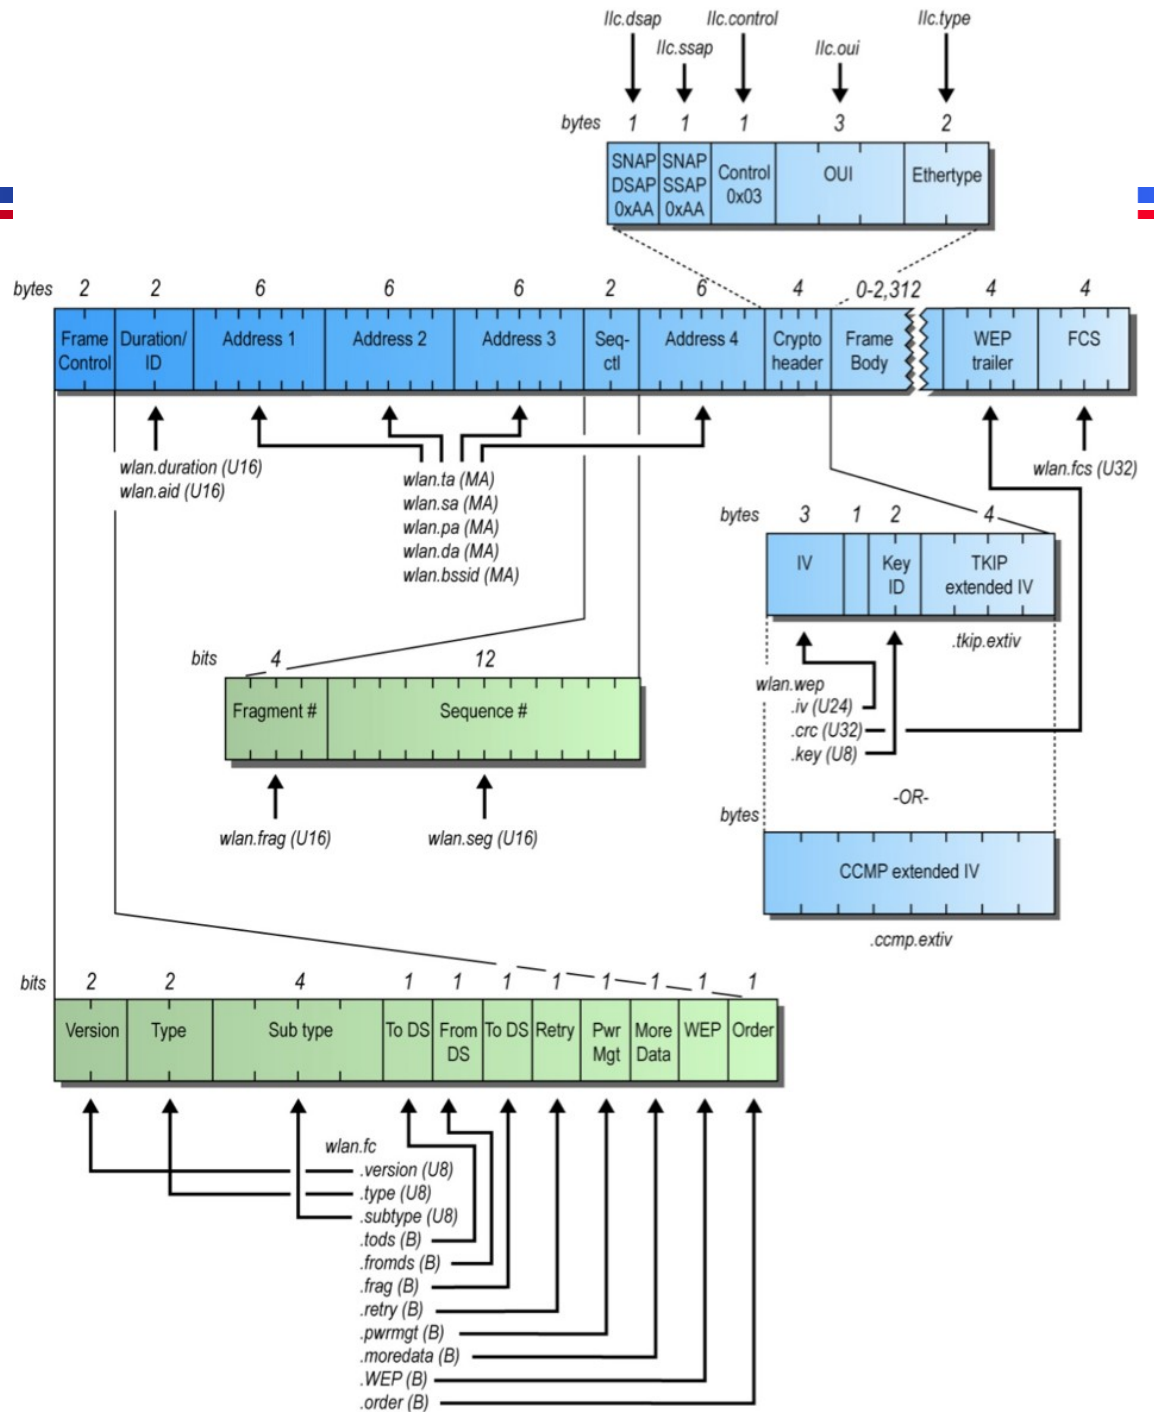 llc.dsap llc.control llc.type
llc.ssap llc.oui
bytes 1 1 1 3 2
SNAP DSAP 0xAA
SNAP SSAP 0xAA
Control 0x03
OUI
Ethertype
bytes 2 2 6 6 6 2 6 4 0-2,312 4 4
Frame Control
Duration/ ID
Address 1
Address 2
Address 3
Seq- ctl
Address 4
Crypto header
Frame Body
WEP trailer
FCS
wlan.duration (U16)
wlan.aid (U16)
wlan.ta (MA)
wlan.sa (MA)
wlan.pa (MA)
wlan.da (MA)
wlan.bssid (MA)
wlan.fcs (U32)
bytes 3 1 2 4
IV
Key ID
TKIP extended IV
.tkip.extiv
wlan.wep
.iv (U24)
.crc (U32)
.key (U8)
-OR-
bytes
CCMP extended IV
.ccmp.extiv
bits 4 12
Fragment #
Sequence #
wlan.frag (U16)
wlan.seg (U16)
bits 2 2 4 1 1 1 1 1 1 1 1
Version
Type
Sub type
To DS
From DS
To DS
Retry
Pwr Mgt
More Data
WEP
Order
wlan.fc
.version (U8)
.type (U8)
.subtype (U8)
.tods (B)
.fromds (B)
.frag (B)
.retry (B)
.pwrmgt (B)
.moredata (B)
.WEP (B)
.order (B)